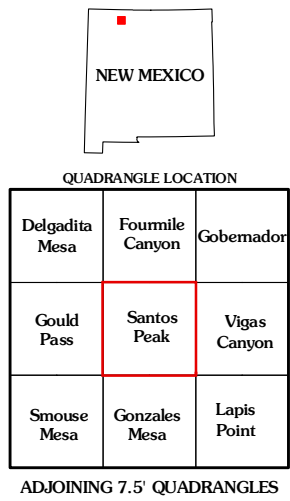 NEW MEXICO
QUADRANGLE LOCATION
Delgadita
Mesa
Fourmile
Canyon
Gobernador
Gould
Pass
Santos
Peak
Vigas
Canyon
Smouse
Mesa
Gonzales
Mesa
Lapis
Point
ADJOINING 7.5' QUADRANGLES